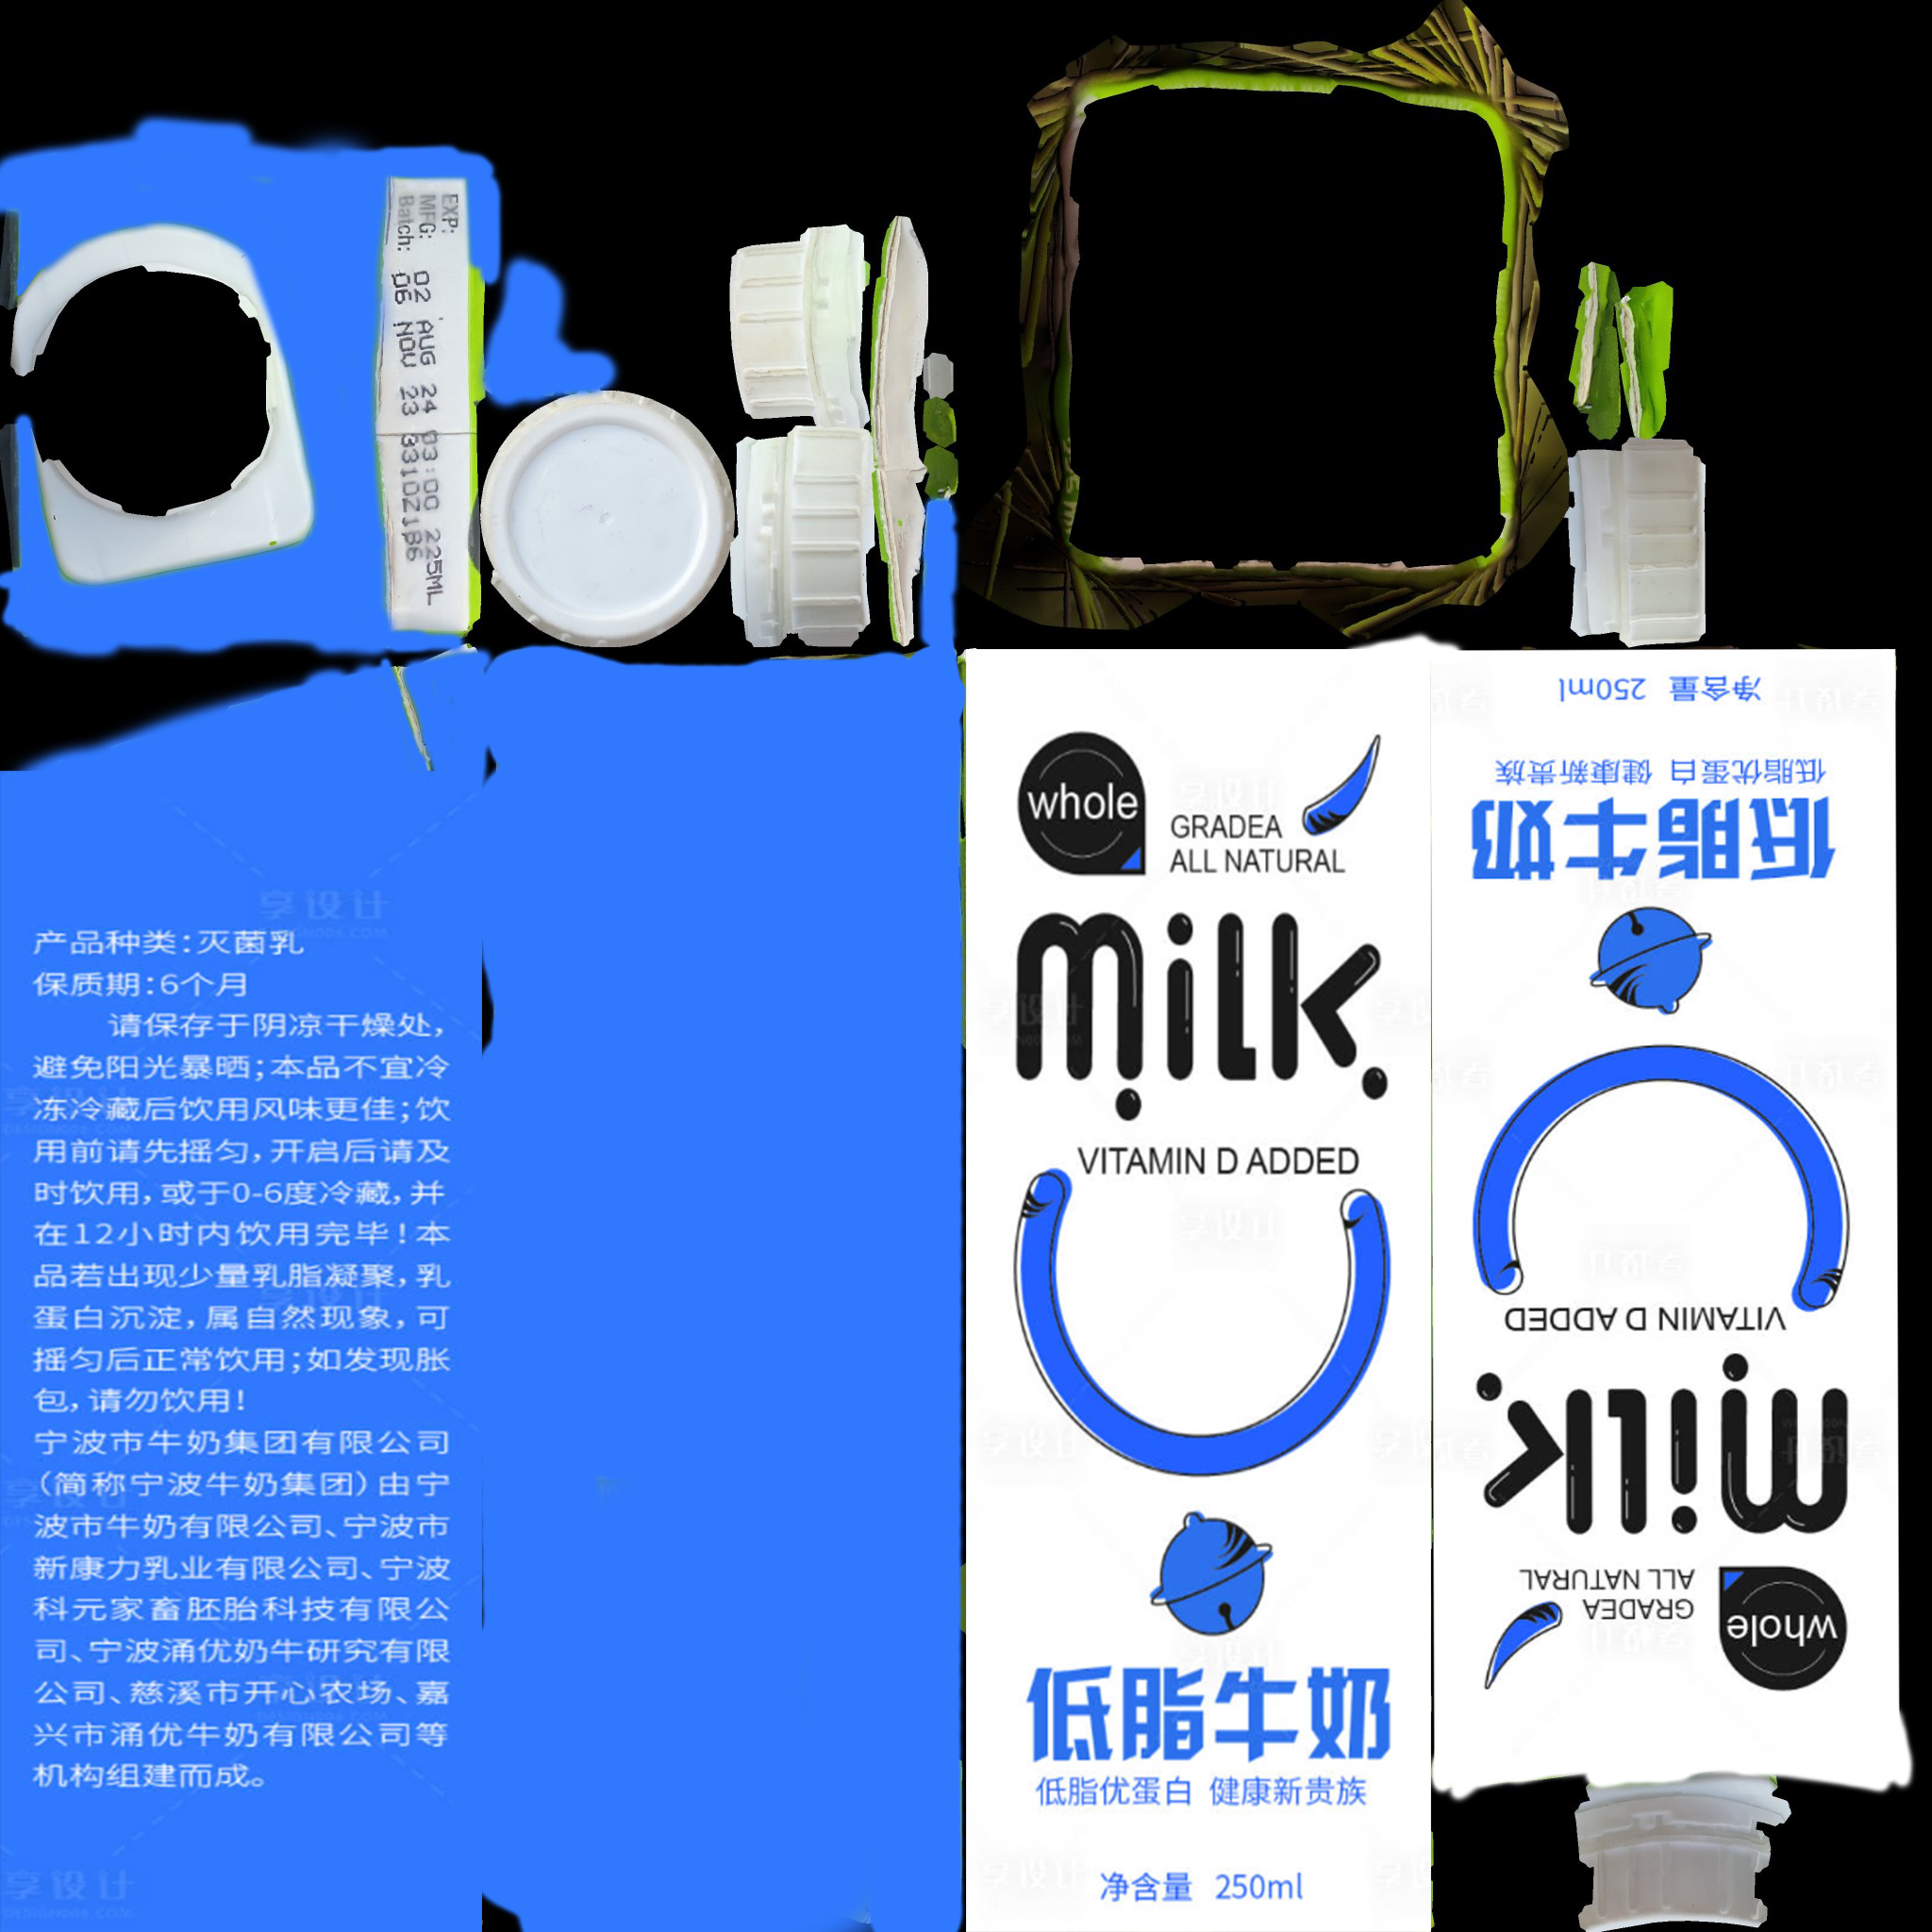 EXP:
MFG: 02 AUG 24 03:00 225ML
Batch: 06 NOV 23
产品种类:灭菌乳
保质期:6个月
请保存于阴凉干燥处,
避免阳光暴晒;本品不宜冷
冻冷藏后饮用风味更佳;饮
用前请先摇匀,开启后请及
时饮用,或于0-6度冷藏,并
在12小时内饮用完毕!本
品若出现少量乳脂凝聚,乳
蛋白沉淀,属自然现象,可
摇匀后正常饮用;如发现胀
包,请勿饮用!
宁波市牛奶集团有限公司
(简称宁波牛奶集团)由宁
波市牛奶有限公司、宁波市
新康力乳业有限公司、宁波
科元家畜胚胎科技有限公
司、宁波涌优奶牛研究有限
公司、慈溪市开心农场、嘉
兴市涌优牛奶有限公司等
机构组建而成。
享设计
whole
GRADEA
ALL NATURAL
milk
VITAMIN D ADDED
低脂牛奶
低脂优蛋白 健康新贵族
净含量 250ml
whole
GRADEA
ALL NATURAL
milk
VITAMIN D ADDED
低脂牛奶
低脂优蛋白 健康新贵族
净含量 250ml